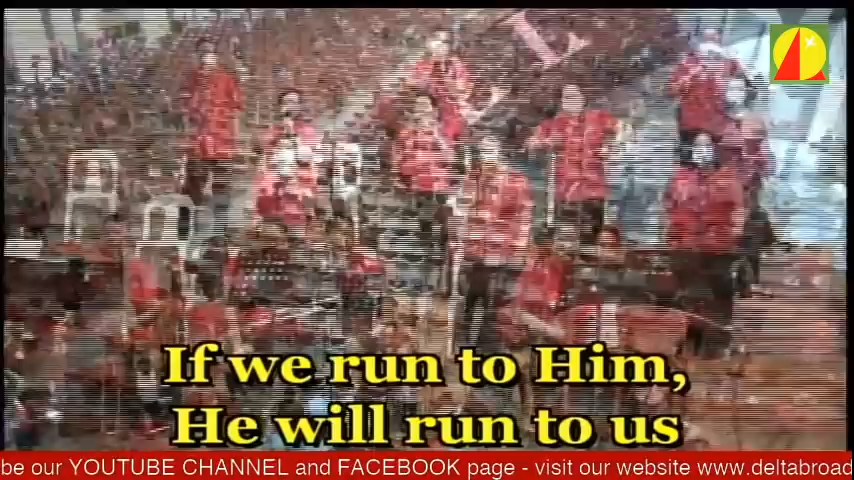 If we run to Him,
He will run to us
be our YOUTUBE CHANNEL and FACEBOOK page - visit our website www.deltabroad